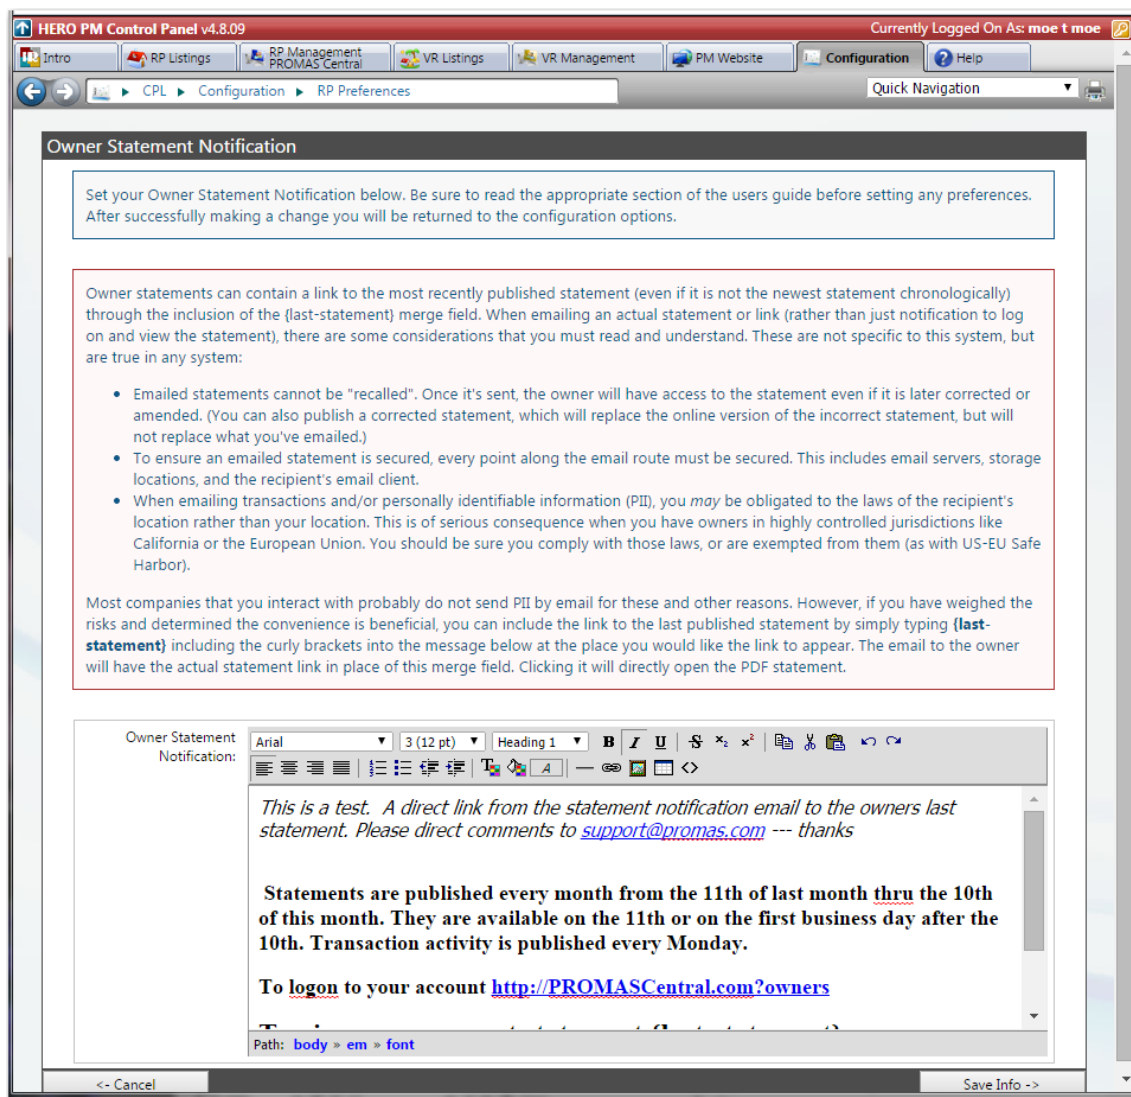 HERO PM Control Panel v4.8.09
Currently Logged On As: moe t moe
Intro
RP Listings
RP Management
PROMAS Central
VR Listings
VR Management
PM Website
Configuration
Help
CPL ▶ Configuration ▶ RP Preferences
Quick Navigation
Owner Statement Notification
Set your Owner Statement Notification below. Be sure to read the appropriate section of the users guide before setting any preferences.
After successfully making a change you will be returned to the configuration options.
Owner statements can contain a link to the most recently published statement (even if it is not the newest statement chronologically)
through the inclusion of the {last-statement} merge field. When emailing an actual statement or link (rather than just notification to log
on and view the statement), there are some considerations that you must read and understand. These are not specific to this system, but
are true in any system:
• Emailed statements cannot be "recalled". Once it's sent, the owner will have access to the statement even if it is later corrected or
amended. (You can also publish a corrected statement, which will replace the online version of the incorrect statement, but will
not replace what you've emailed.)
• To ensure an emailed statement is secured, every point along the email route must be secured. This includes email servers, storage
locations, and the recipient's email client.
• When emailing transactions and/or personally identifiable information (PII), you may be obligated to the laws of the recipient's
location rather than your location. This is of serious consequence when you have owners in highly controlled jurisdictions like
California or the European Union. You should be sure you comply with those laws, or are exempted from them (as with US-EU Safe
Harbor).
Most companies that you interact with probably do not send PII by email for these and other reasons. However, if you have weighed the
risks and determined the convenience is beneficial, you can include the link to the last published statement by simply typing {last-
statement} including the curly brackets into the message below at the place you would like the link to appear. The email to the owner
will have the actual statement link in place of this merge field. Clicking it will directly open the PDF statement.
Owner Statement
Notification:
Arial
3 (12 pt)
Heading 1
B I U S x₂ x²
A
This is a test. A direct link from the statement notification email to the owners last
statement. Please direct comments to support@promas.com --- thanks
Statements are published every month from the 11th of last month thru the 10th
of this month. They are available on the 11th or on the first business day after the
10th. Transaction activity is published every Monday.
To logon to your account http://PROMASCentral.com?owners
Path: body » em » font
<- Cancel
Save Info ->